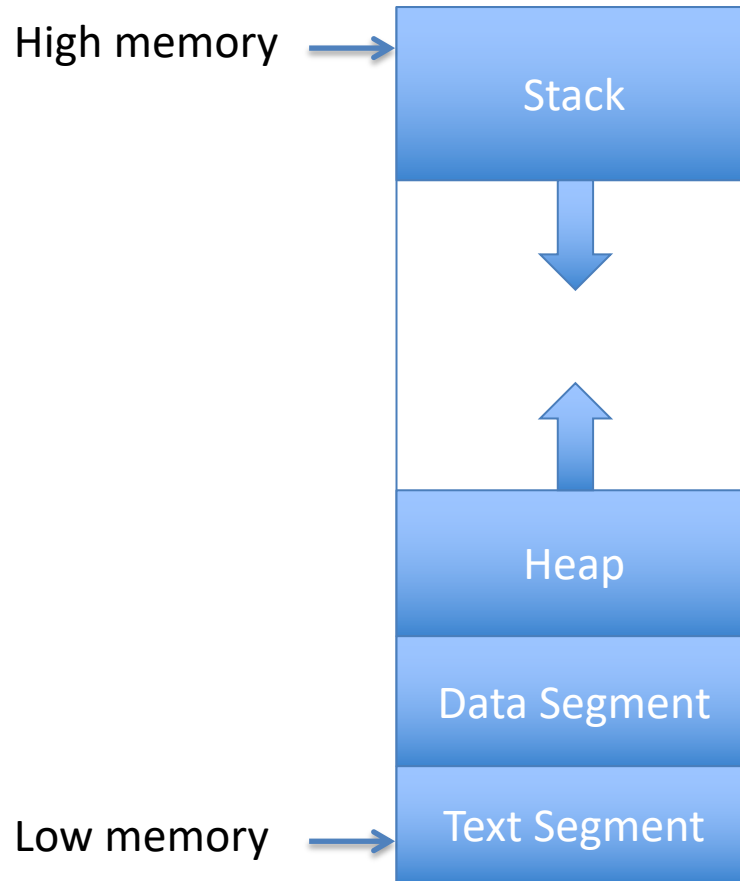 High memory
Stack
Heap
Data Segment
Text Segment
Low memory